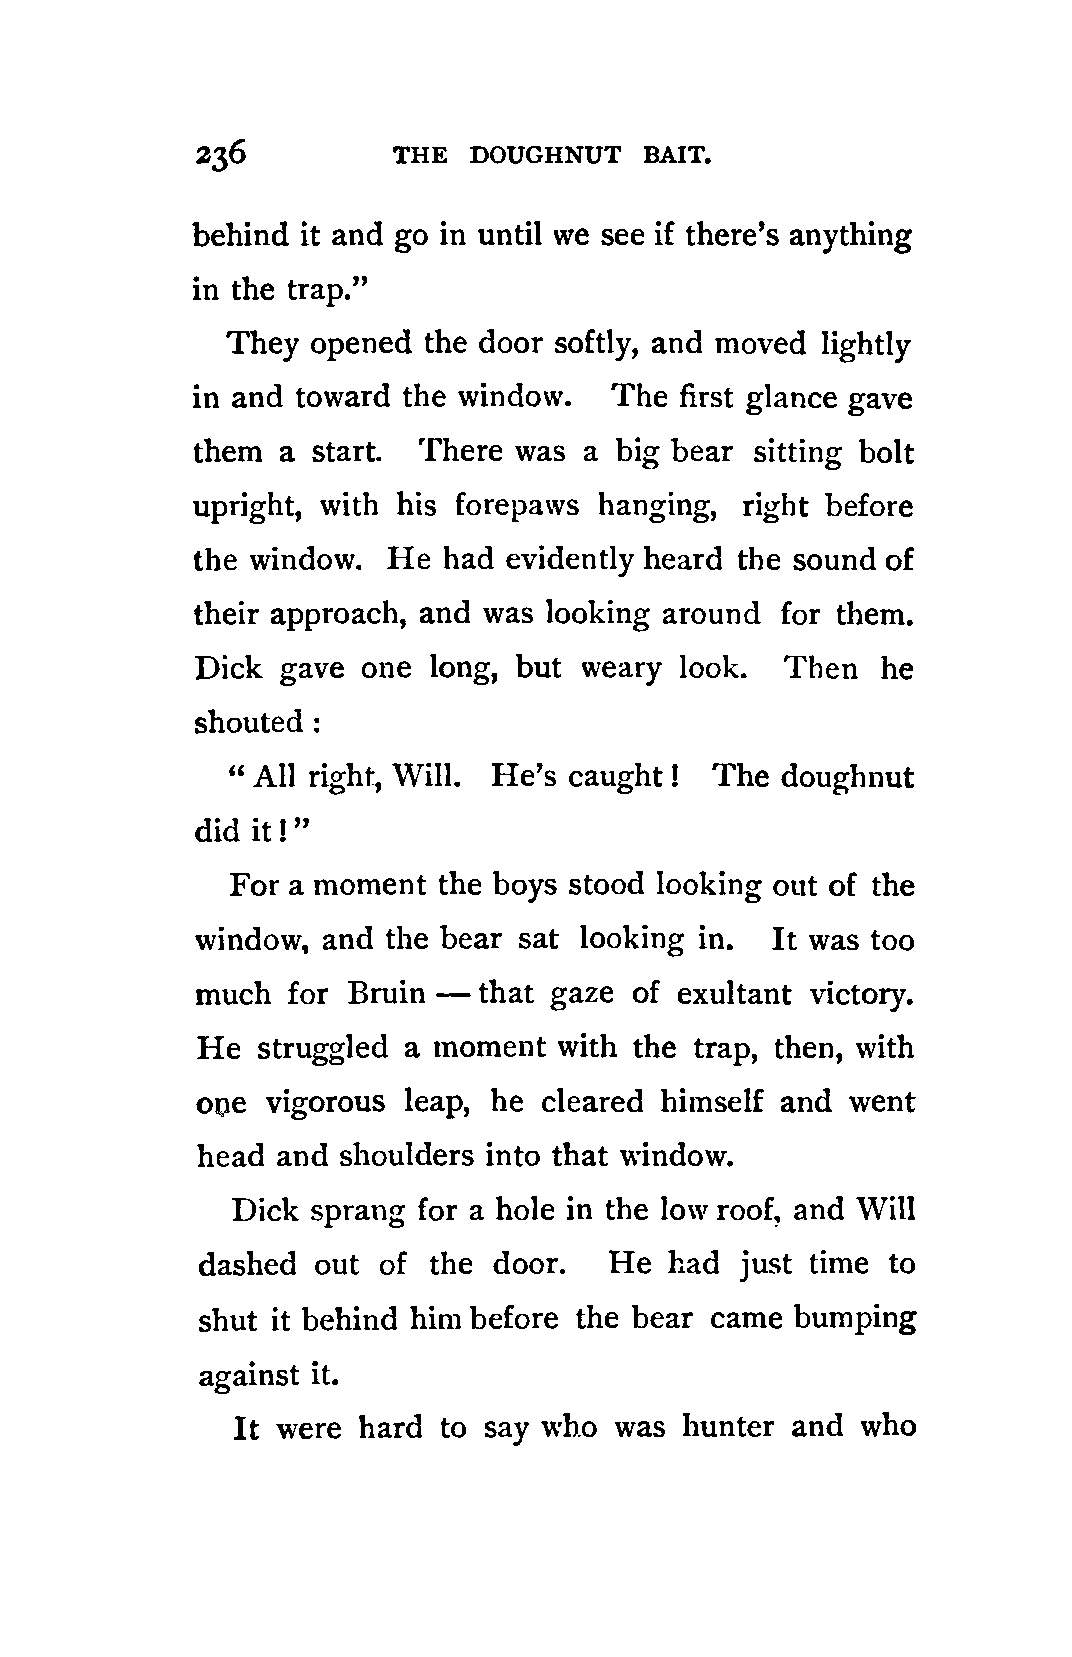 236 THE DOUGHNUT BAIT.
behind it and go in until we see if there's anything
in the trap."
They opened the door softly, and moved lightly
in and toward the window. The first glance gave
them a start. There was a big bear sitting bolt
upright, with his forepaws hanging, right before
the window. He had evidently heard the sound of
their approach, and was looking around for them.
Dick gave one long, but weary look. Then he
shouted :
" All right, Will. He's caught ! The doughnut
did it ! "
For a moment the boys stood looking out of the
window, and the bear sat looking in. It was too
much for Bruin — that gaze of exultant victory.
He struggled a moment with the trap, then, with
one vigorous leap, he cleared himself and went
head and shoulders into that window.
Dick sprang for a hole in the low roof, and Will
dashed out of the door. He had just time to
shut it behind him before the bear came bumping
against it.
It were hard to say who was hunter and who